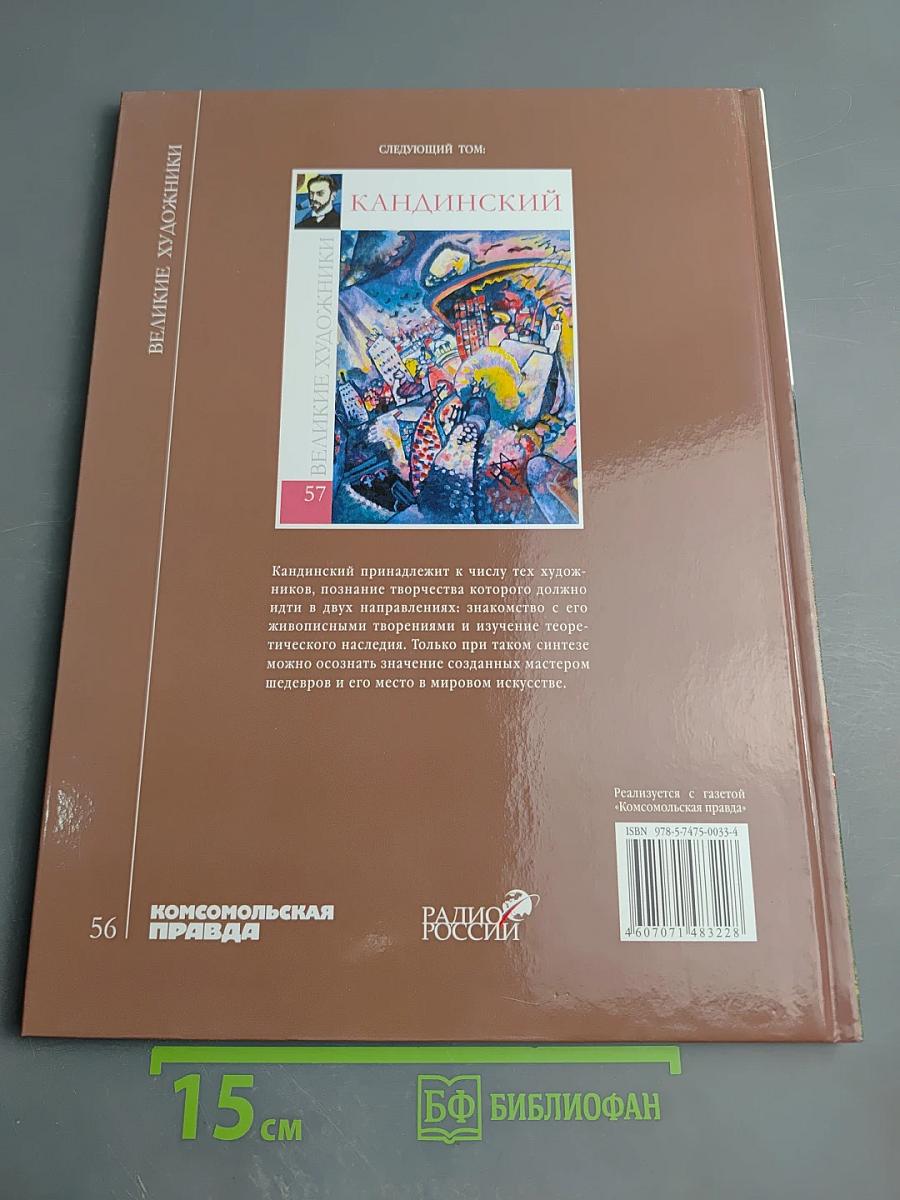 ВЕЛИКИЕ ХУДОЖНИКИ
СЛЕДУЮЩИЙ ТОМ:
КАНДИНСКИЙ
ВЕЛИКИЕ ХУДОЖНИКИ
57
Кандинский принадлежит к числу тех худож-
ников, познание творчества которого должно
идти в двух направлениях: знакомство с его
живописными творениями и изучение теоре-
тического наследия. Только при таком синтезе
можно осознать значение созданных мастером
шедевров и его место в мировом искусстве.
Реализуется с газетой
«Комсомольская правда»
ISBN 978-5-7475-0033-4
4 607071 483228
56
КОМСОМОЛЬСКАЯ
ПРАВДА
РАДИО
РОССИИ
15 см
БФ БИБЛИОФАН